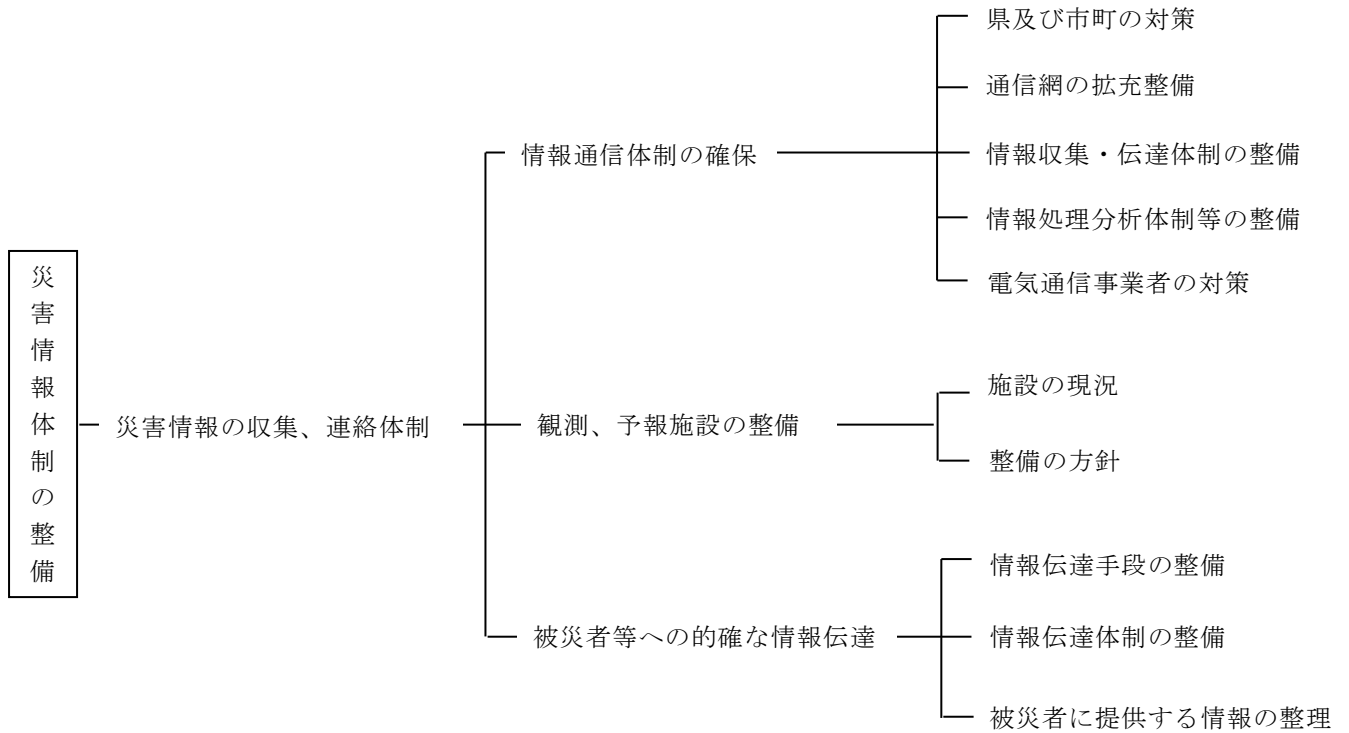 災害情報体制の整備
災害情報の収集、連絡体制
情報通信体制の確保
県及び市町の対策
通信網の拡充整備
情報収集・伝達体制の整備
情報処理分析体制等の整備
電気通信事業者の対策
観測、予報施設の整備
施設の現況
整備の方針
被災者等への的確な情報伝達
情報伝達手段の整備
情報伝達体制の整備
被災者に提供する情報の整理